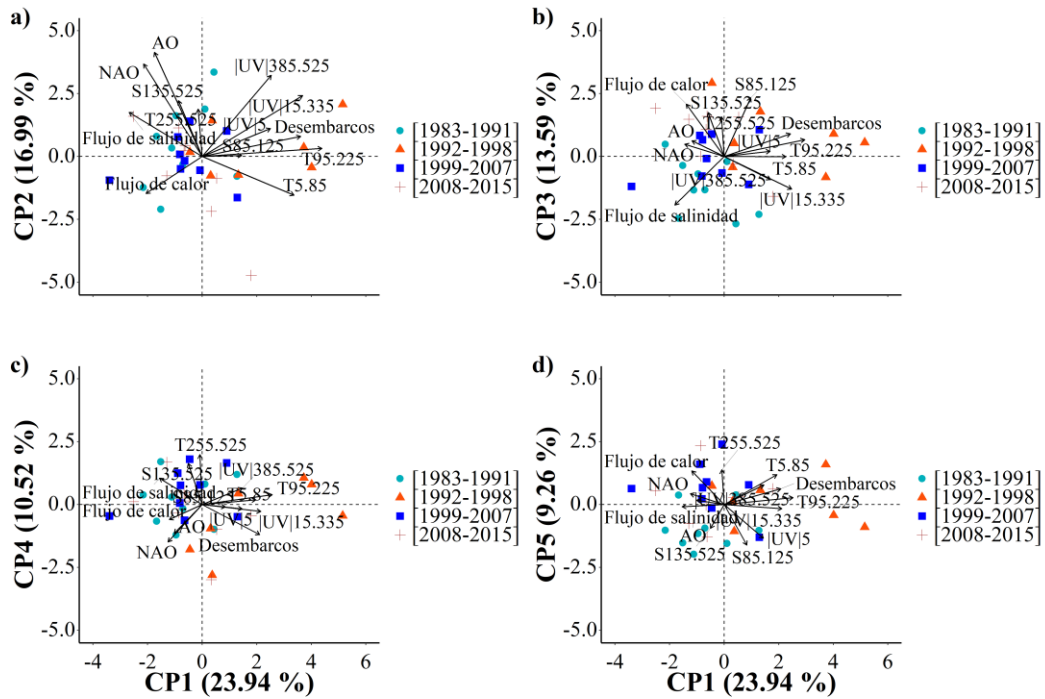 a)
CP2 (16.99 %)
5.0
2.5
0.0
-2.5
-5.0
AO
NAO
S135.525
T255.525
Flujo de salinidad
Flujo de calor
|UV|385.525
|UV|15.335
|UV|5
Desembarcos
S85.125
T95.225
T5.85
[1983-1991]
[1992-1998]
[1999-2007]
[2008-2015]
b)
CP3 (13.59 %)
5.0
2.5
0.0
-2.5
-5.0
Flujo de calor
S85.125
S135.525
T255.525
Desembarcos
AO
|UV|5
NAO
T95.225
T5.85
|UV|385.525
|UV|15.335
Flujo de salinidad
[1983-1991]
[1992-1998]
[1999-2007]
[2008-2015]
c)
CP4 (10.52 %)
5.0
2.5
0.0
-2.5
-5.0
T255.525
S135.525
|UV|385.525
Flujo de salinidad
T95.225
Flujo de calor
|UV|5
|UV|15.335
AO
NAO
Desembarcos
[1983-1991]
[1992-1998]
[1999-2007]
[2008-2015]
-4
-2
0
2
4
6
CP1 (23.94 %)
d)
CP5 (9.26 %)
5.0
2.5
0.0
-2.5
-5.0
T255.525
Flujo de calor
T5.85
Desembarcos
NAO
|UV|385.525
T95.225
Flujo de salinidad
|UV|15.335
AO
|UV|5
S135.525
S85.125
[1983-1991]
[1992-1998]
[1999-2007]
[2008-2015]
-4
-2
0
2
4
6
CP1 (23.94 %)